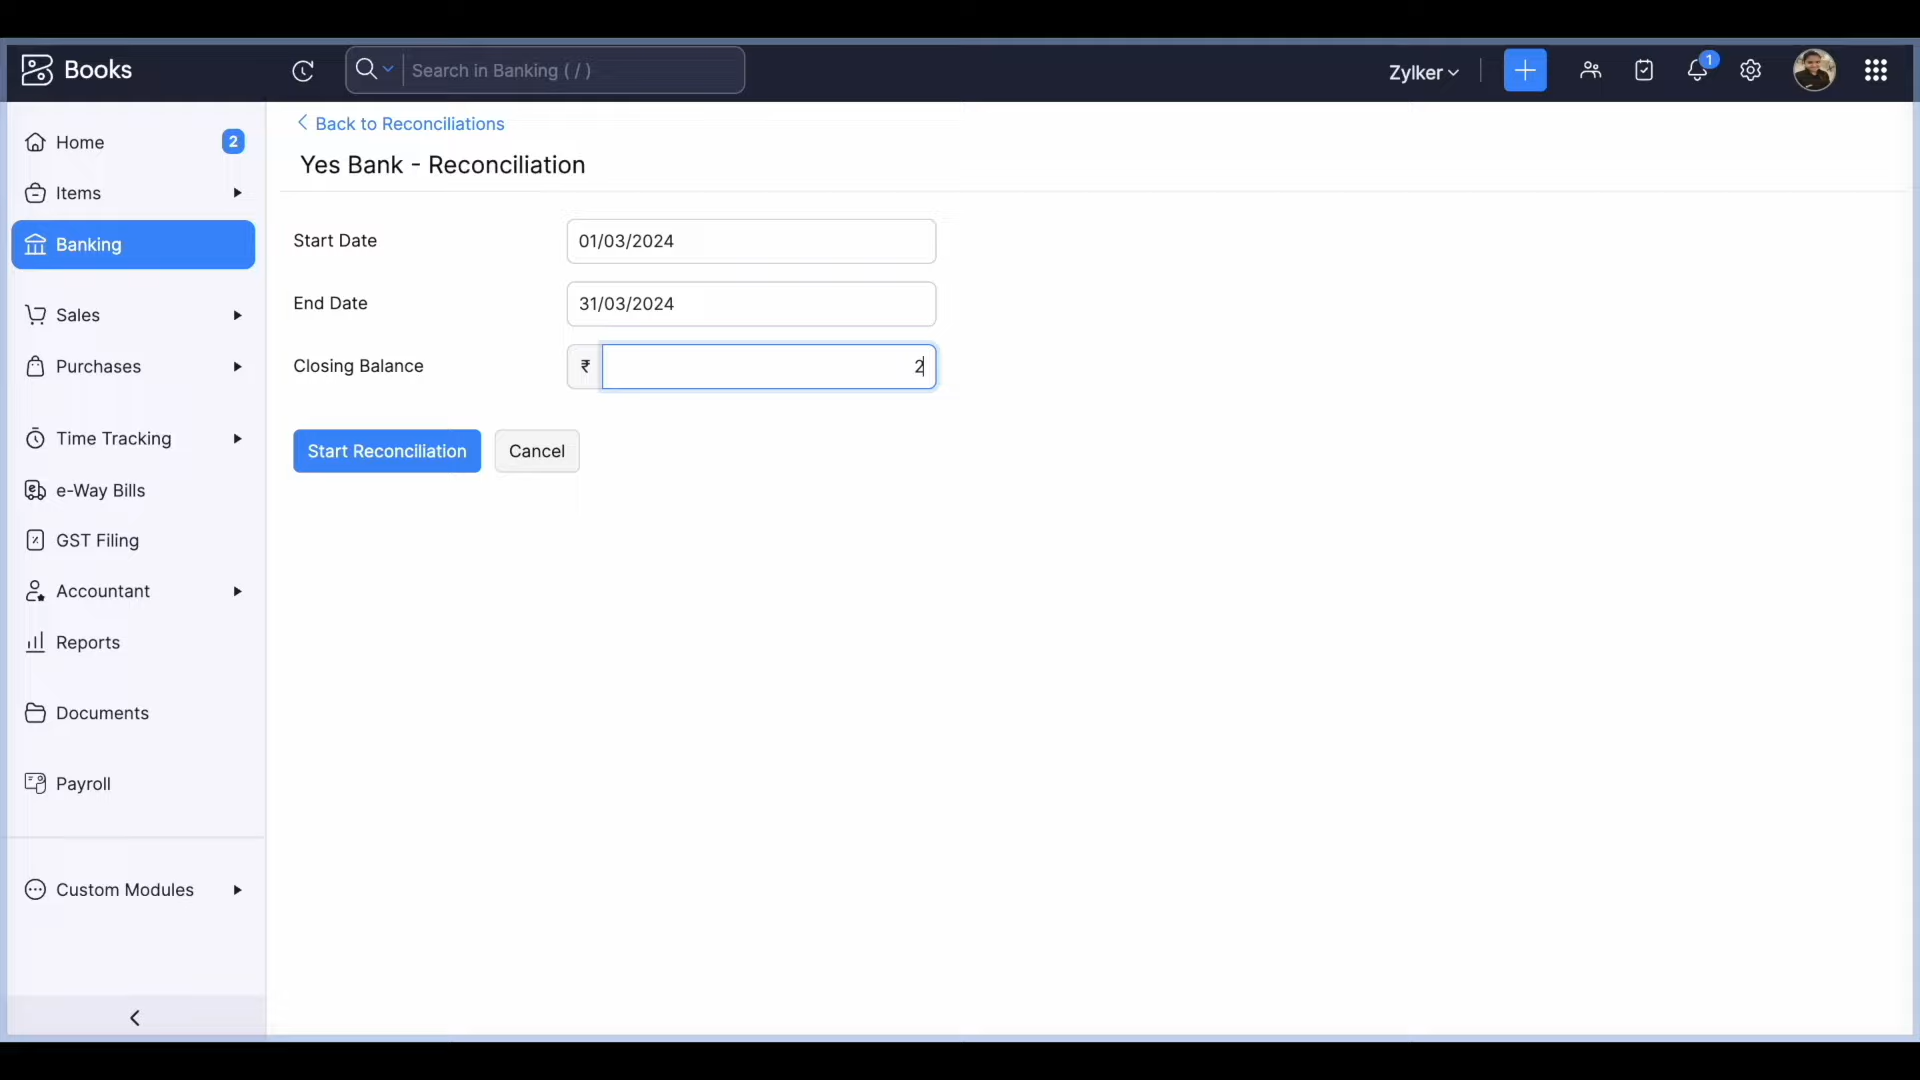 Books
Search in Banking ( / )
Zylker
1
Home
2
Items
Banking
Sales
Purchases
Time Tracking
e-Way Bills
GST Filing
Accountant
Reports
Documents
Payroll
Custom Modules
Back to Reconciliations
Yes Bank - Reconciliation
Start Date
01/03/2024
End Date
31/03/2024
Closing Balance
₹
2
Start Reconciliation
Cancel